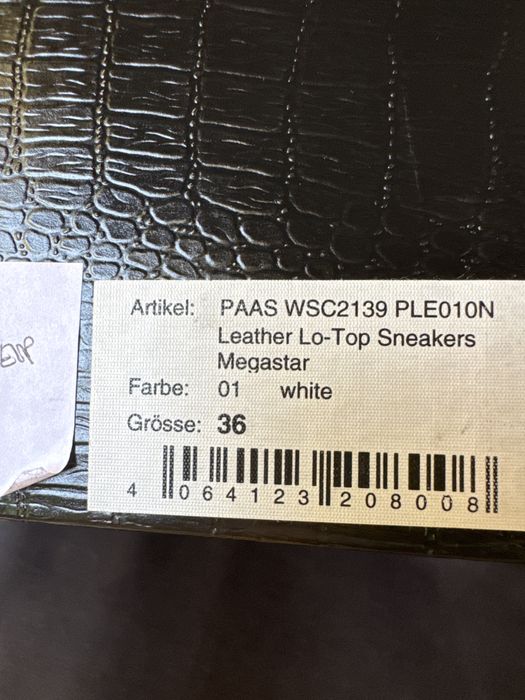 Artikel: PAAS WSC2139 PLE010N
Leather Lo-Top Sneakers
Megastar
Farbe: 01 white
Grösse: 36
4 064123 208008